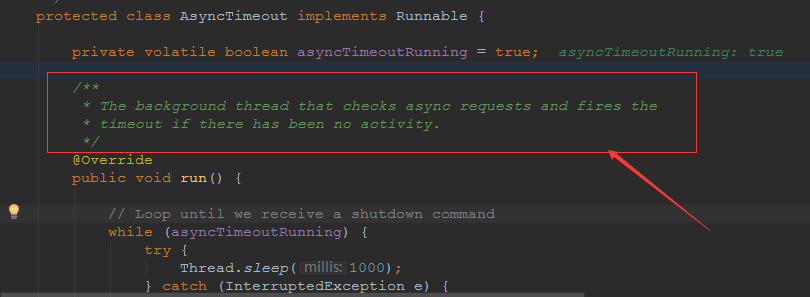 protected class AsyncTimeout implements Runnable {
private volatile boolean asyncTimeoutRunning = true; asyncTimeoutRunning: true
/**
* The background thread that checks async requests and fires the
* timeout if there has been no activity.
*/
@Override
public void run() {
// Loop until we receive a shutdown command
while (asyncTimeoutRunning) {
try {
Thread.sleep( millis: 1000);
} catch (InterruptedException e) {